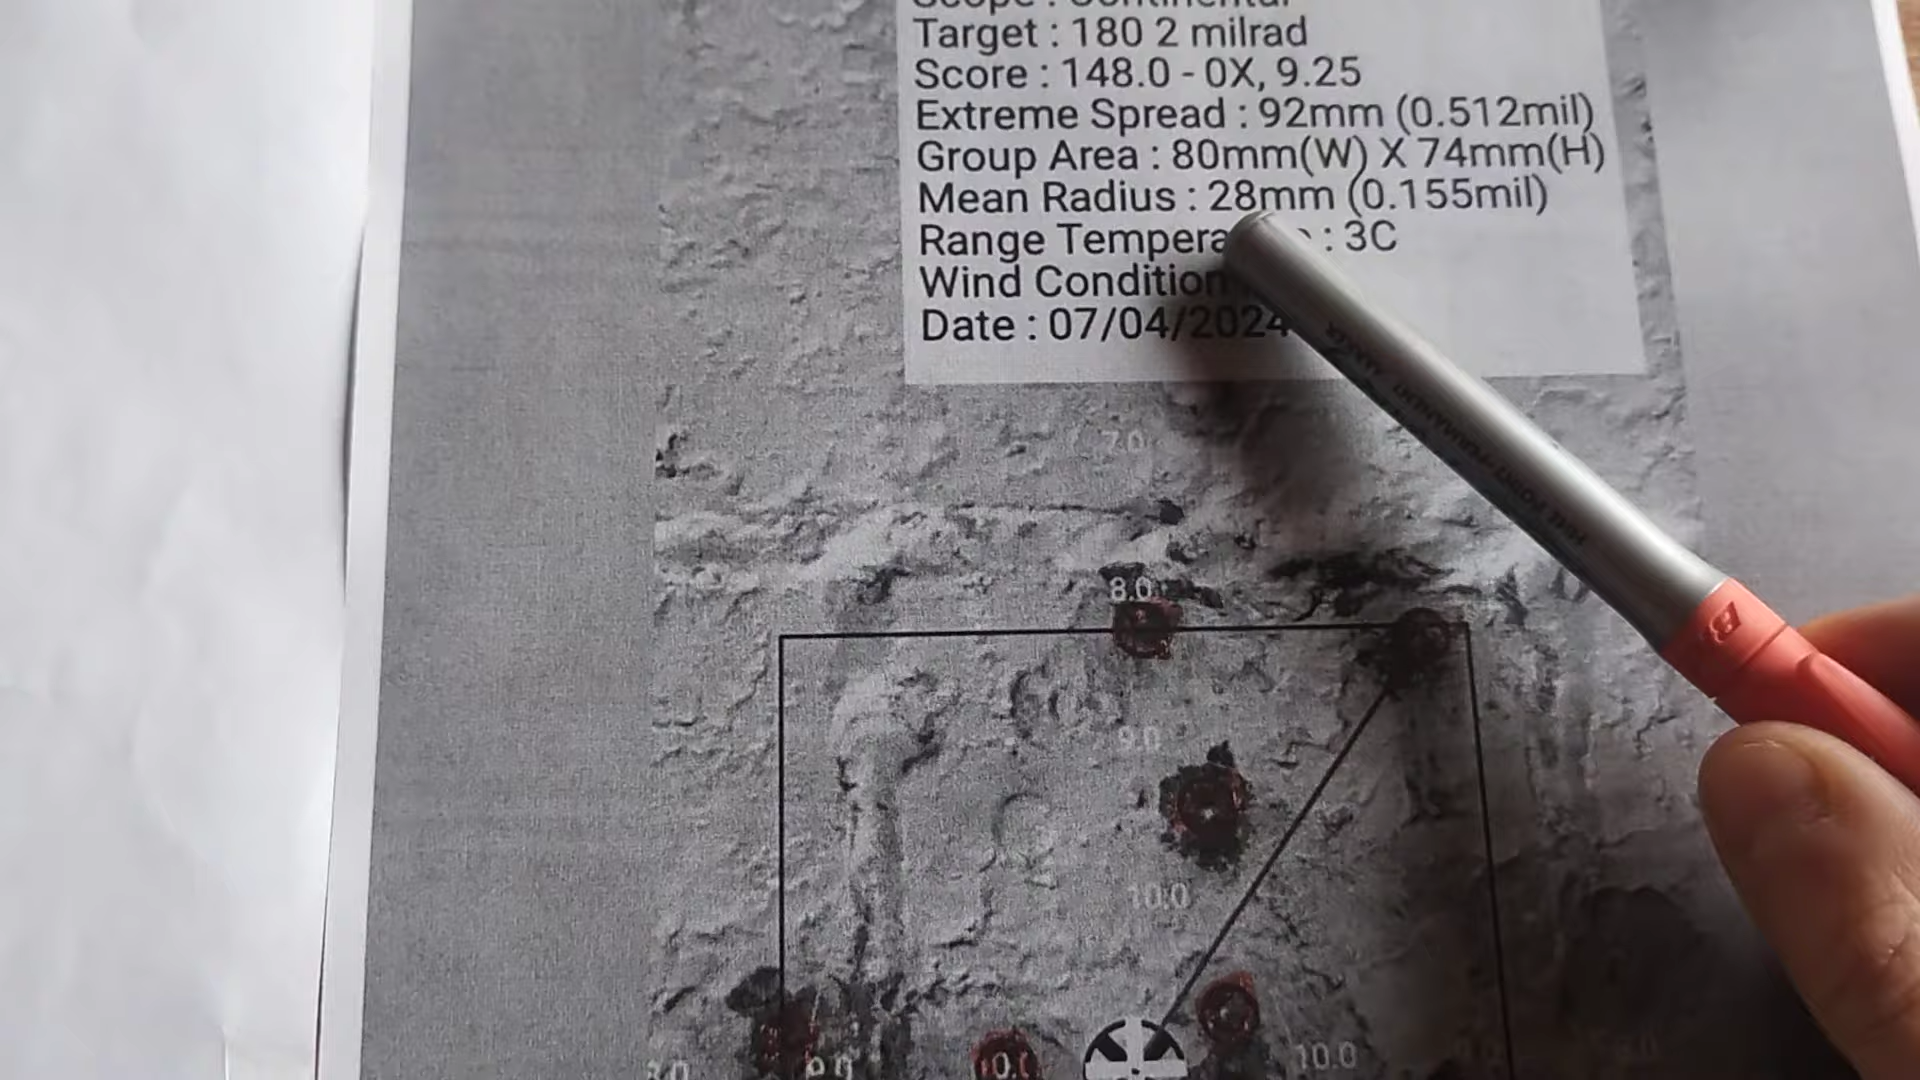 Scope : Continental
Target : 180 2 milrad
Score : 148.0 - 0X, 9.25
Extreme Spread : 92mm (0.512mil)
Group Area : 80mm(W) X 74mm(H)
Mean Radius : 28mm (0.155mil)
Range : 3C
Wind
Date : 07/04/2024
7.0
8.0
9.0
10.0
10.0